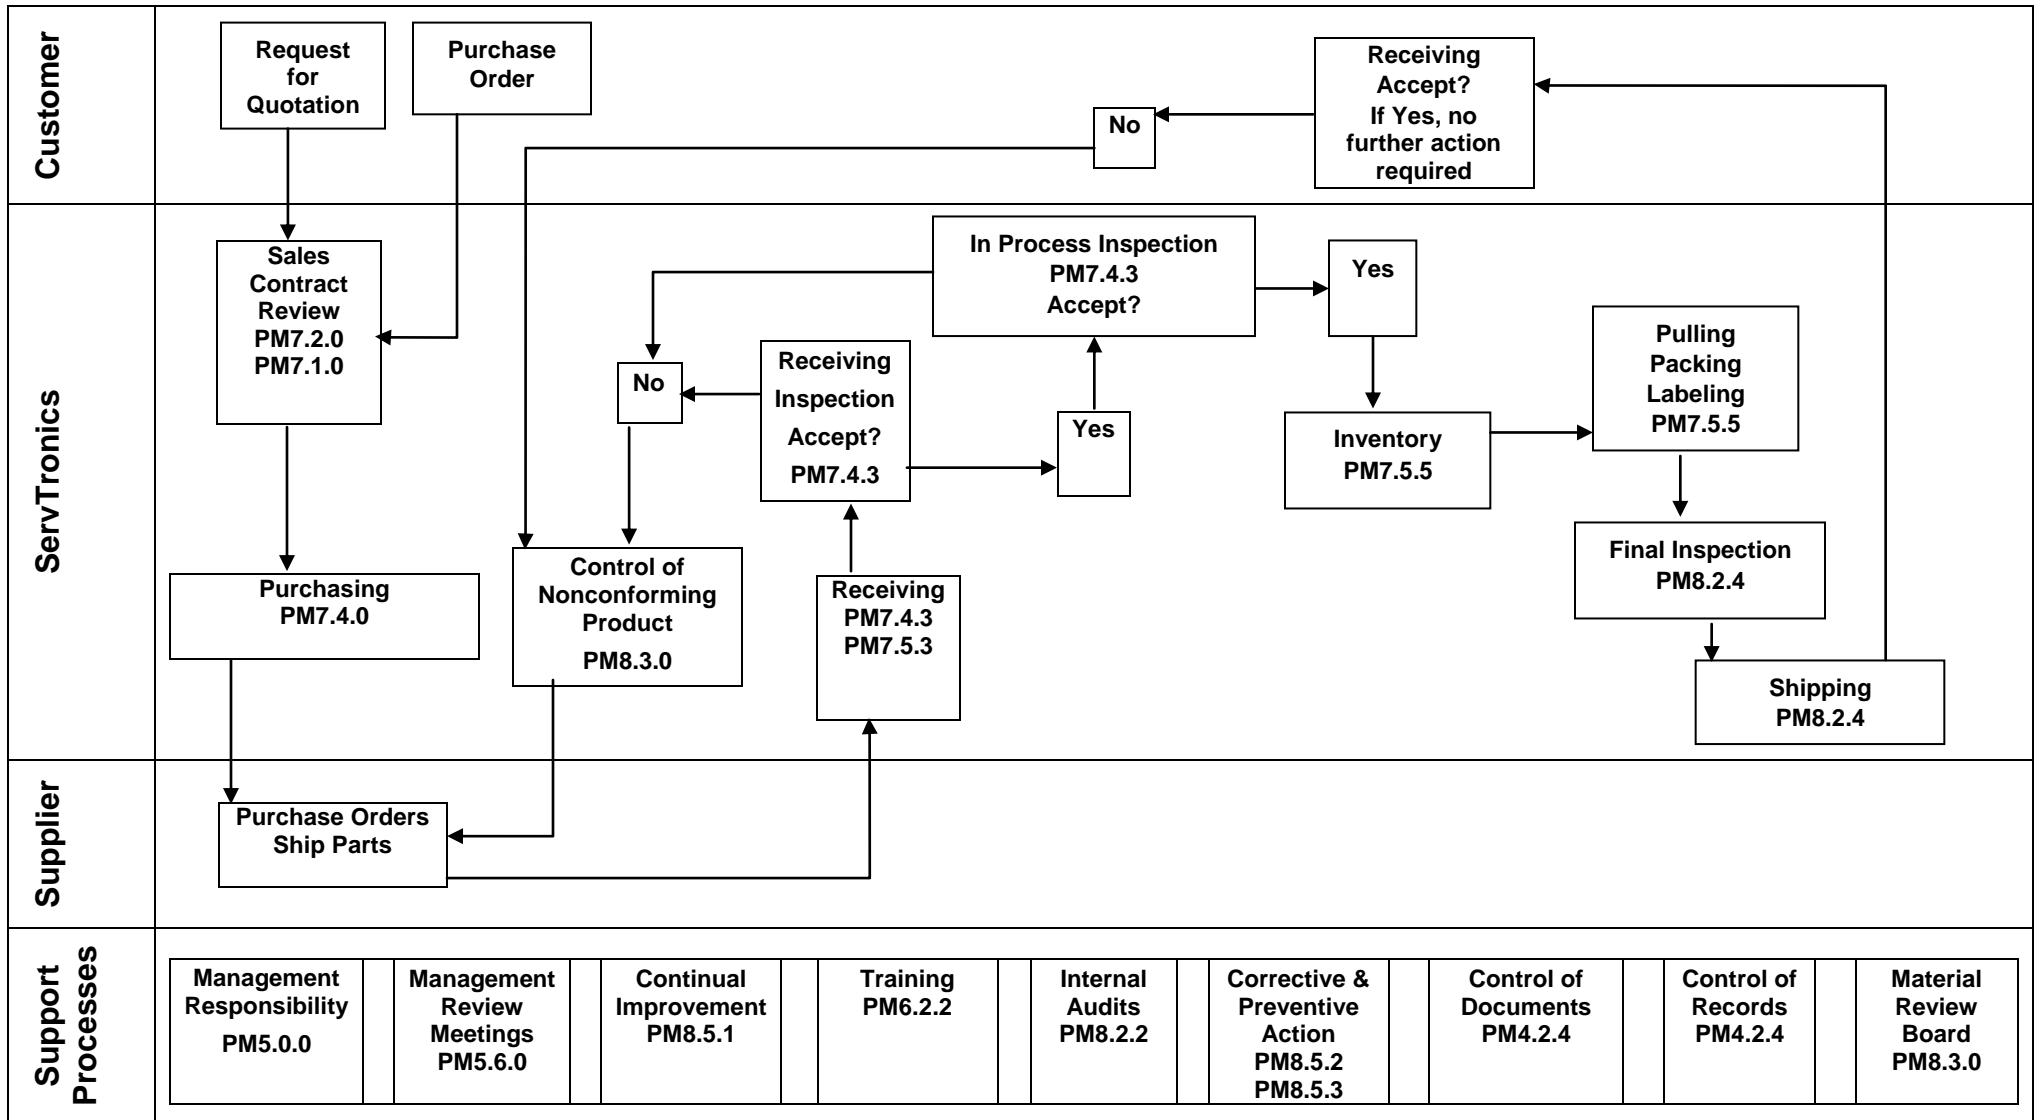 Customer
Request
for
Quotation
Purchase
Order
No
Receiving
Accept?
If Yes, no
further action
required
ServTronics
Sales
Contract
Review
PM7.2.0
PM7.1.0
In Process Inspection
PM7.4.3
Accept?
Yes
No
Receiving
Inspection
Accept?
PM7.4.3
Yes
Inventory
PM7.5.5
Pulling
Packing
Labeling
PM7.5.5
Purchasing
PM7.4.0
Control of
Nonconforming
Product
PM8.3.0
Receiving
PM7.4.3
PM7.5.3
Final Inspection
PM8.2.4
Shipping
PM8.2.4
Supplier
Purchase Orders
Ship Parts
Support
Processes
Management
Responsibility
PM5.0.0
Management
Review
Meetings
PM5.6.0
Continual
Improvement
PM8.5.1
Training
PM6.2.2
Internal
Audits
PM8.2.2
Corrective &
Preventive
Action
PM8.5.2
PM8.5.3
Control of
Documents
PM4.2.4
Control of
Records
PM4.2.4
Material
Review
Board
PM8.3.0